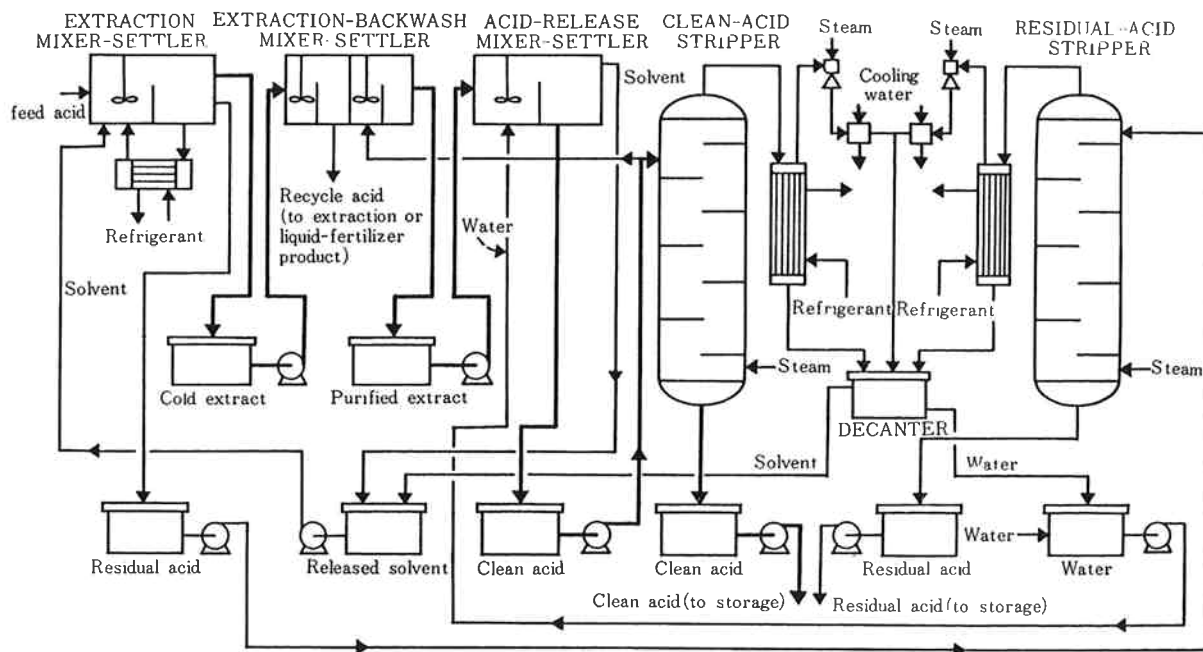 EXTRACTION
MIXER-SETTLER
EXTRACTION-BACKWASH
MIXER-SETTLER
ACID-RELEASE
MIXER-SETTLER
CLEAN-ACID
STRIPPER
RESIDUAL-ACID
STRIPPER
Steam
Steam
Solvent
Cooling
water
feed acid
Recycle acid
(to extraction or
liquid-fertilizer
product)
Water
Refrigerant
Solvent
Refrigerant
Refrigerant
Steam
Steam
Cold extract
Purified extract
DECANTER
Solvent
Water
Water
Residual acid
Released solvent
Clean acid
Clean acid
Residual acid
Water
Clean acid (to storage)
Residual acid (to storage)